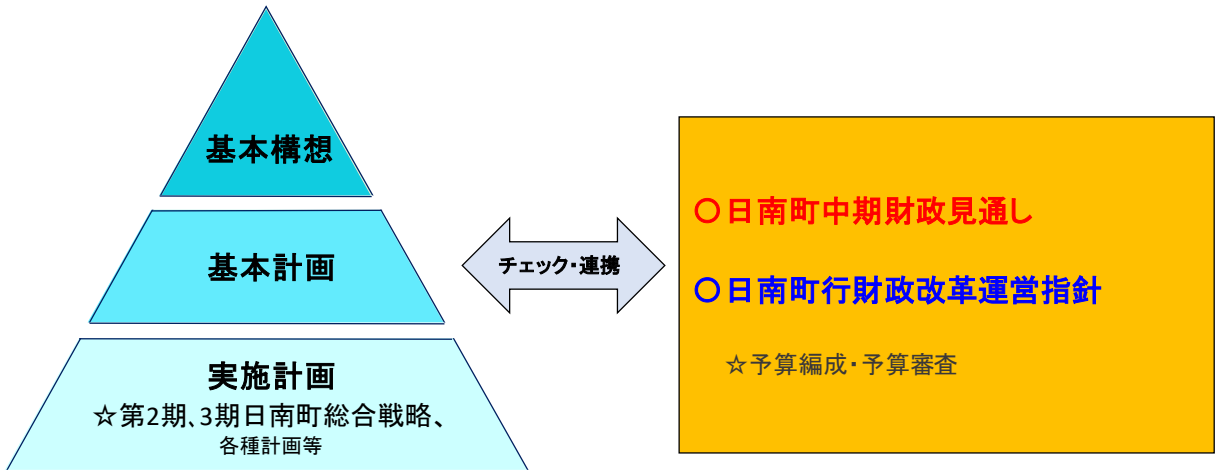 基本構想
基本計画
実施計画
☆第2期、3期日南町総合戦略、
各種計画等
チェック・連携
〇日南町中期財政見通し
〇日南町行財政改革運営指針
☆予算編成・予算審査